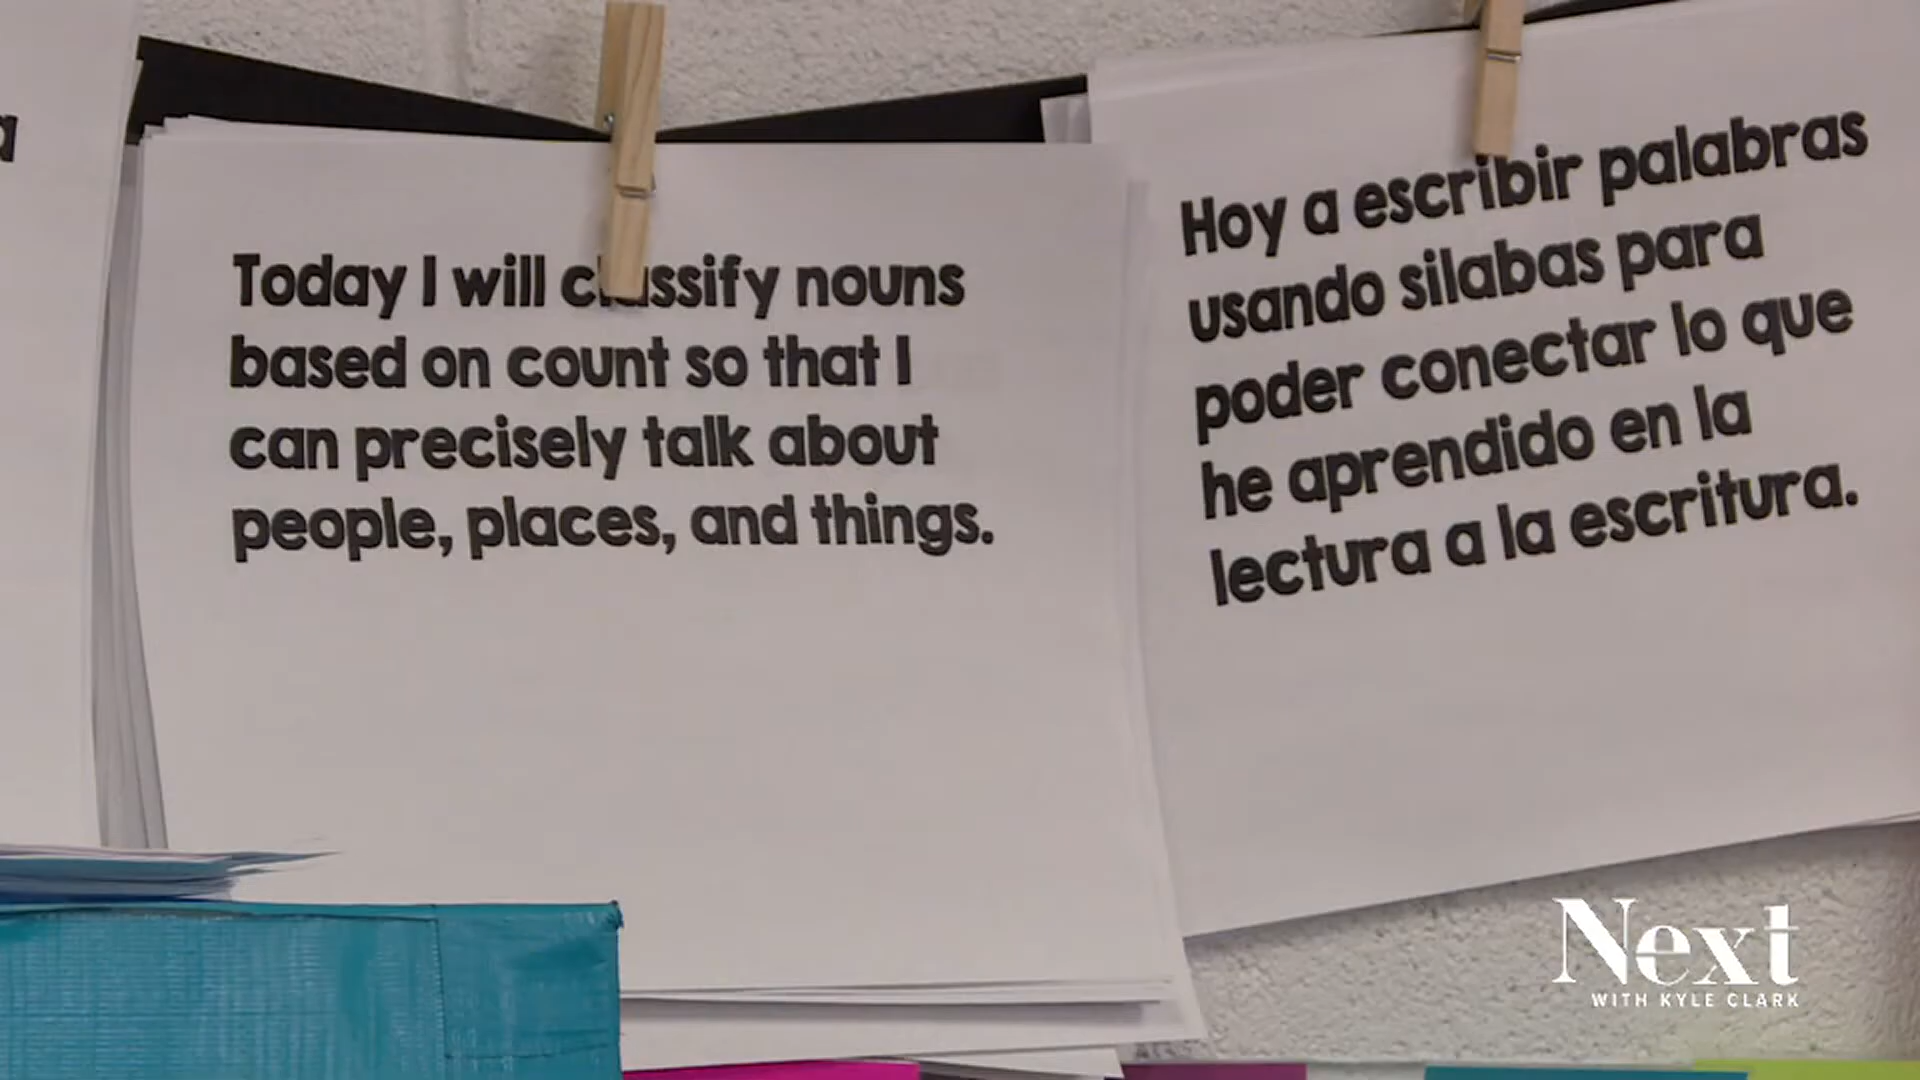 Today I will classify nouns
based on count so that I
can precisely talk about
people, places, and things.
Hoy a escribir palabras
usando silabas para
poder conectar lo que
he aprendido en la
lectura a la escritura.
Next
WITH KYLE CLARK